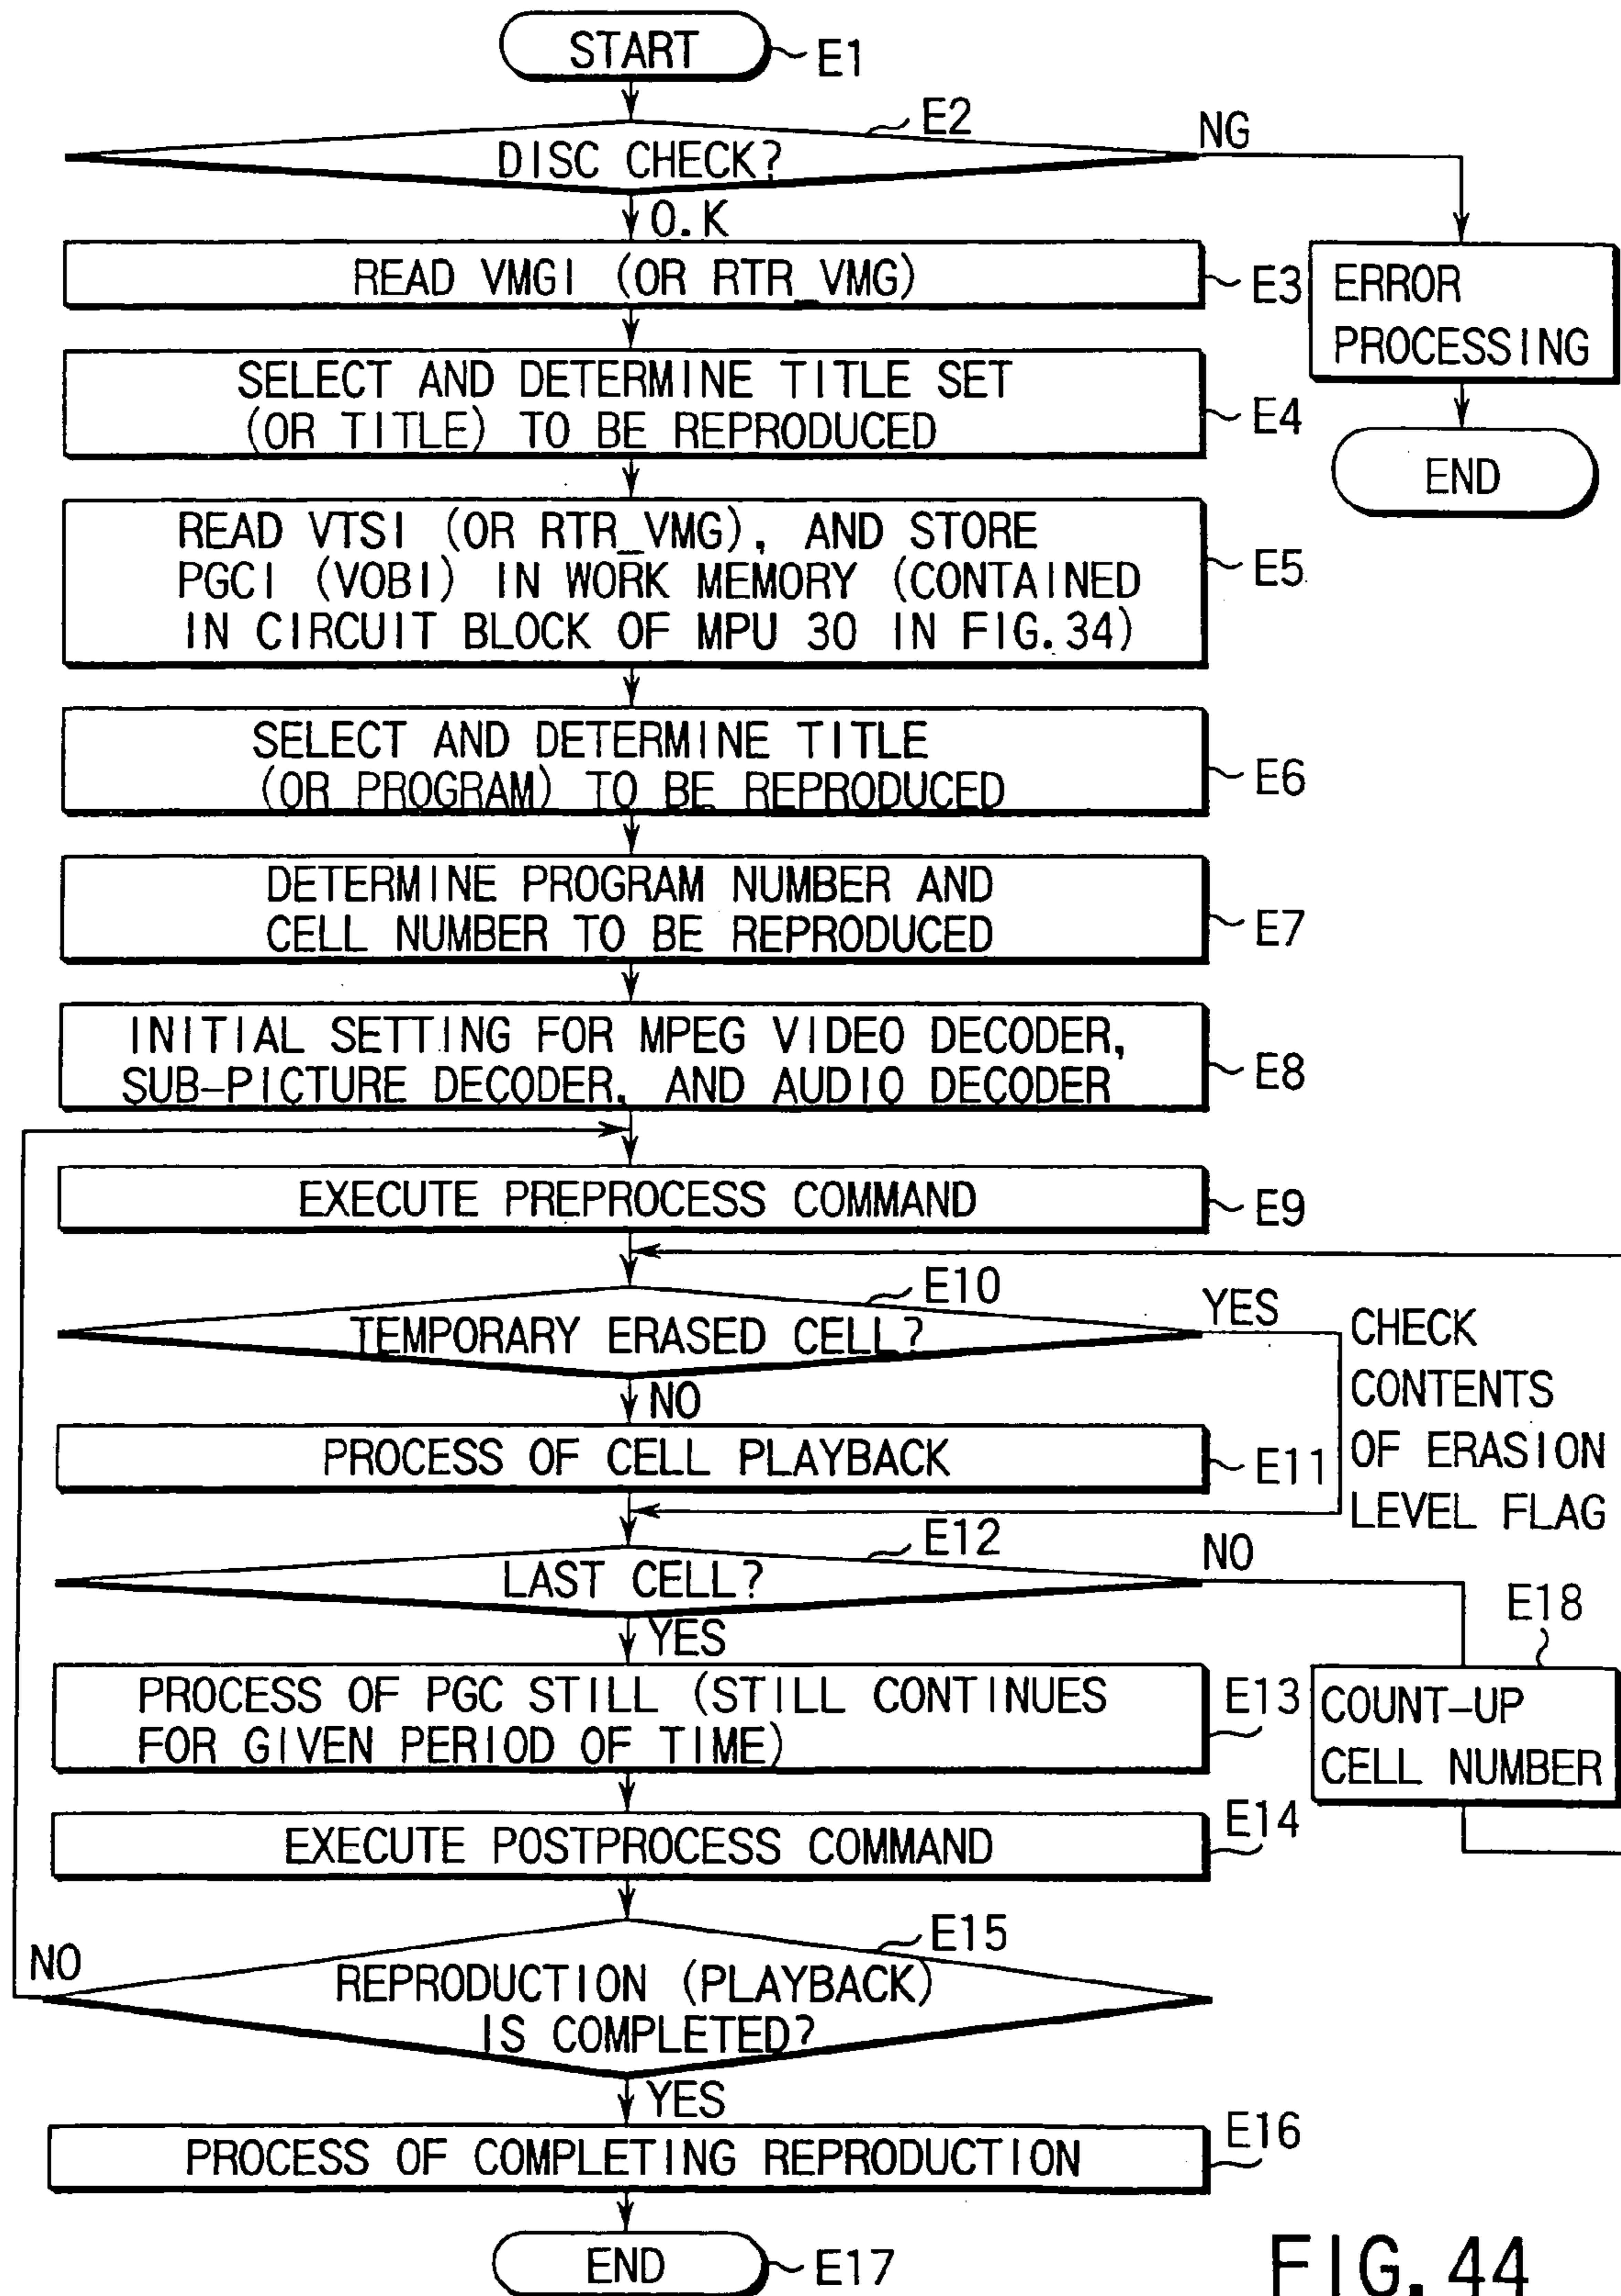 START
E1
E2
DISC CHECK?
NG
O.K
READ VMGI (OR RTR_VMG)
E3
ERROR
PROCESSING
END
SELECT AND DETERMINE TITLE SET
(OR TITLE) TO BE REPRODUCED
E4
READ VTSI (OR RTR_VMG), AND STORE
PGCI (VOBI) IN WORK MEMORY (CONTAINED
IN CIRCUIT BLOCK OF MPU 30 IN FIG.34)
E5
SELECT AND DETERMINE TITLE
(OR PROGRAM) TO BE REPRODUCED
E6
DETERMINE PROGRAM NUMBER AND
CELL NUMBER TO BE REPRODUCED
E7
INITIAL SETTING FOR MPEG VIDEO DECODER,
SUB-PICTURE DECODER, AND AUDIO DECODER
E8
EXECUTE PREPROCESS COMMAND
E9
E10
TEMPORARY ERASED CELL?
YES
NO
CHECK
CONTENTS
OF ERASION
LEVEL FLAG
PROCESS OF CELL PLAYBACK
E11
E12
LAST CELL?
NO
YES
E18
COUNT-UP
CELL NUMBER
PROCESS OF PGC STILL (STILL CONTINUES
FOR GIVEN PERIOD OF TIME)
E13
EXECUTE POSTPROCESS COMMAND
E14
E15
NO
REPRODUCTION (PLAYBACK)
IS COMPLETED?
YES
PROCESS OF COMPLETING REPRODUCTION
E16
END
E17
FIG. 44